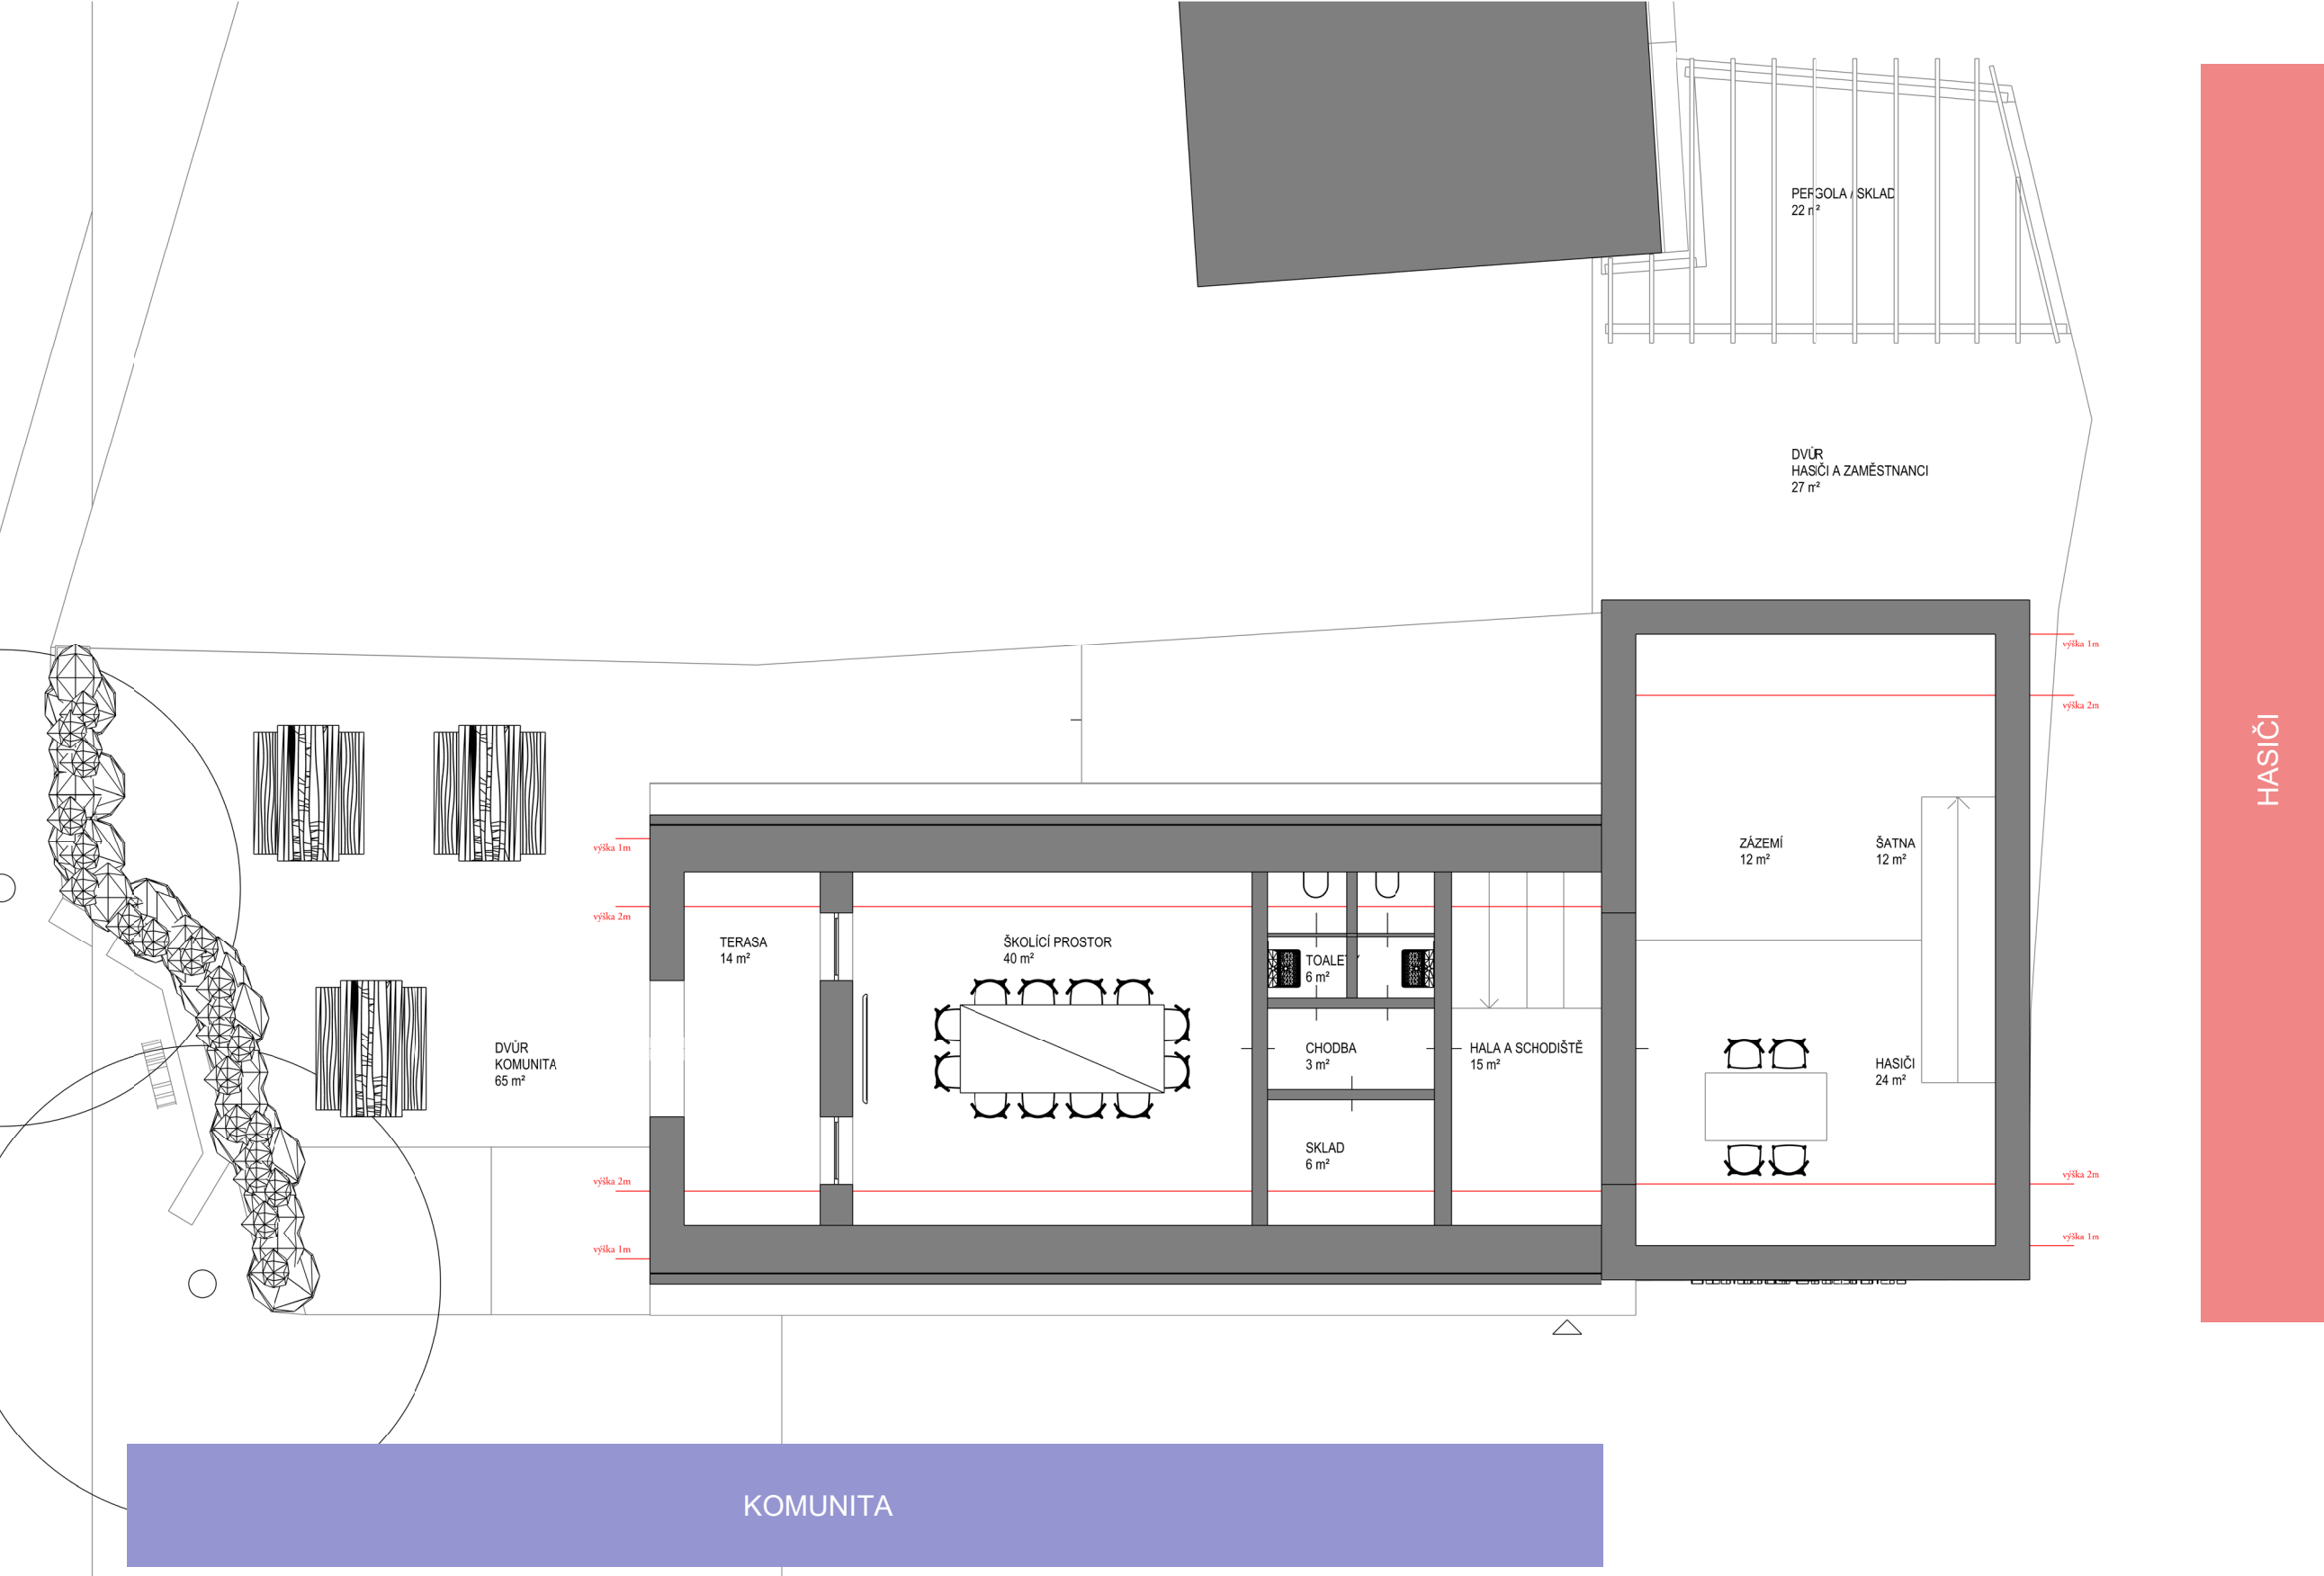 PERGOLA / SKLAD
22 m²
DVŮR
HASIČI A ZAMĚSTNANCI
27 m²
HASIČI
výška 1m
výška 2m
výška 1m
výška 2m
ZÁZEMÍ
12 m²
ŠATNA
12 m²
TERASA
14 m²
ŠKOLÍCÍ PROSTOR
40 m²
TOALETY
6 m²
DVŮR
KOMUNITA
65 m²
CHODBA
3 m²
HALA A SCHODIŠTĚ
15 m²
HASIČI
24 m²
SKLAD
6 m²
výška 2m
výška 1m
výška 2m
výška 1m
KOMUNITA